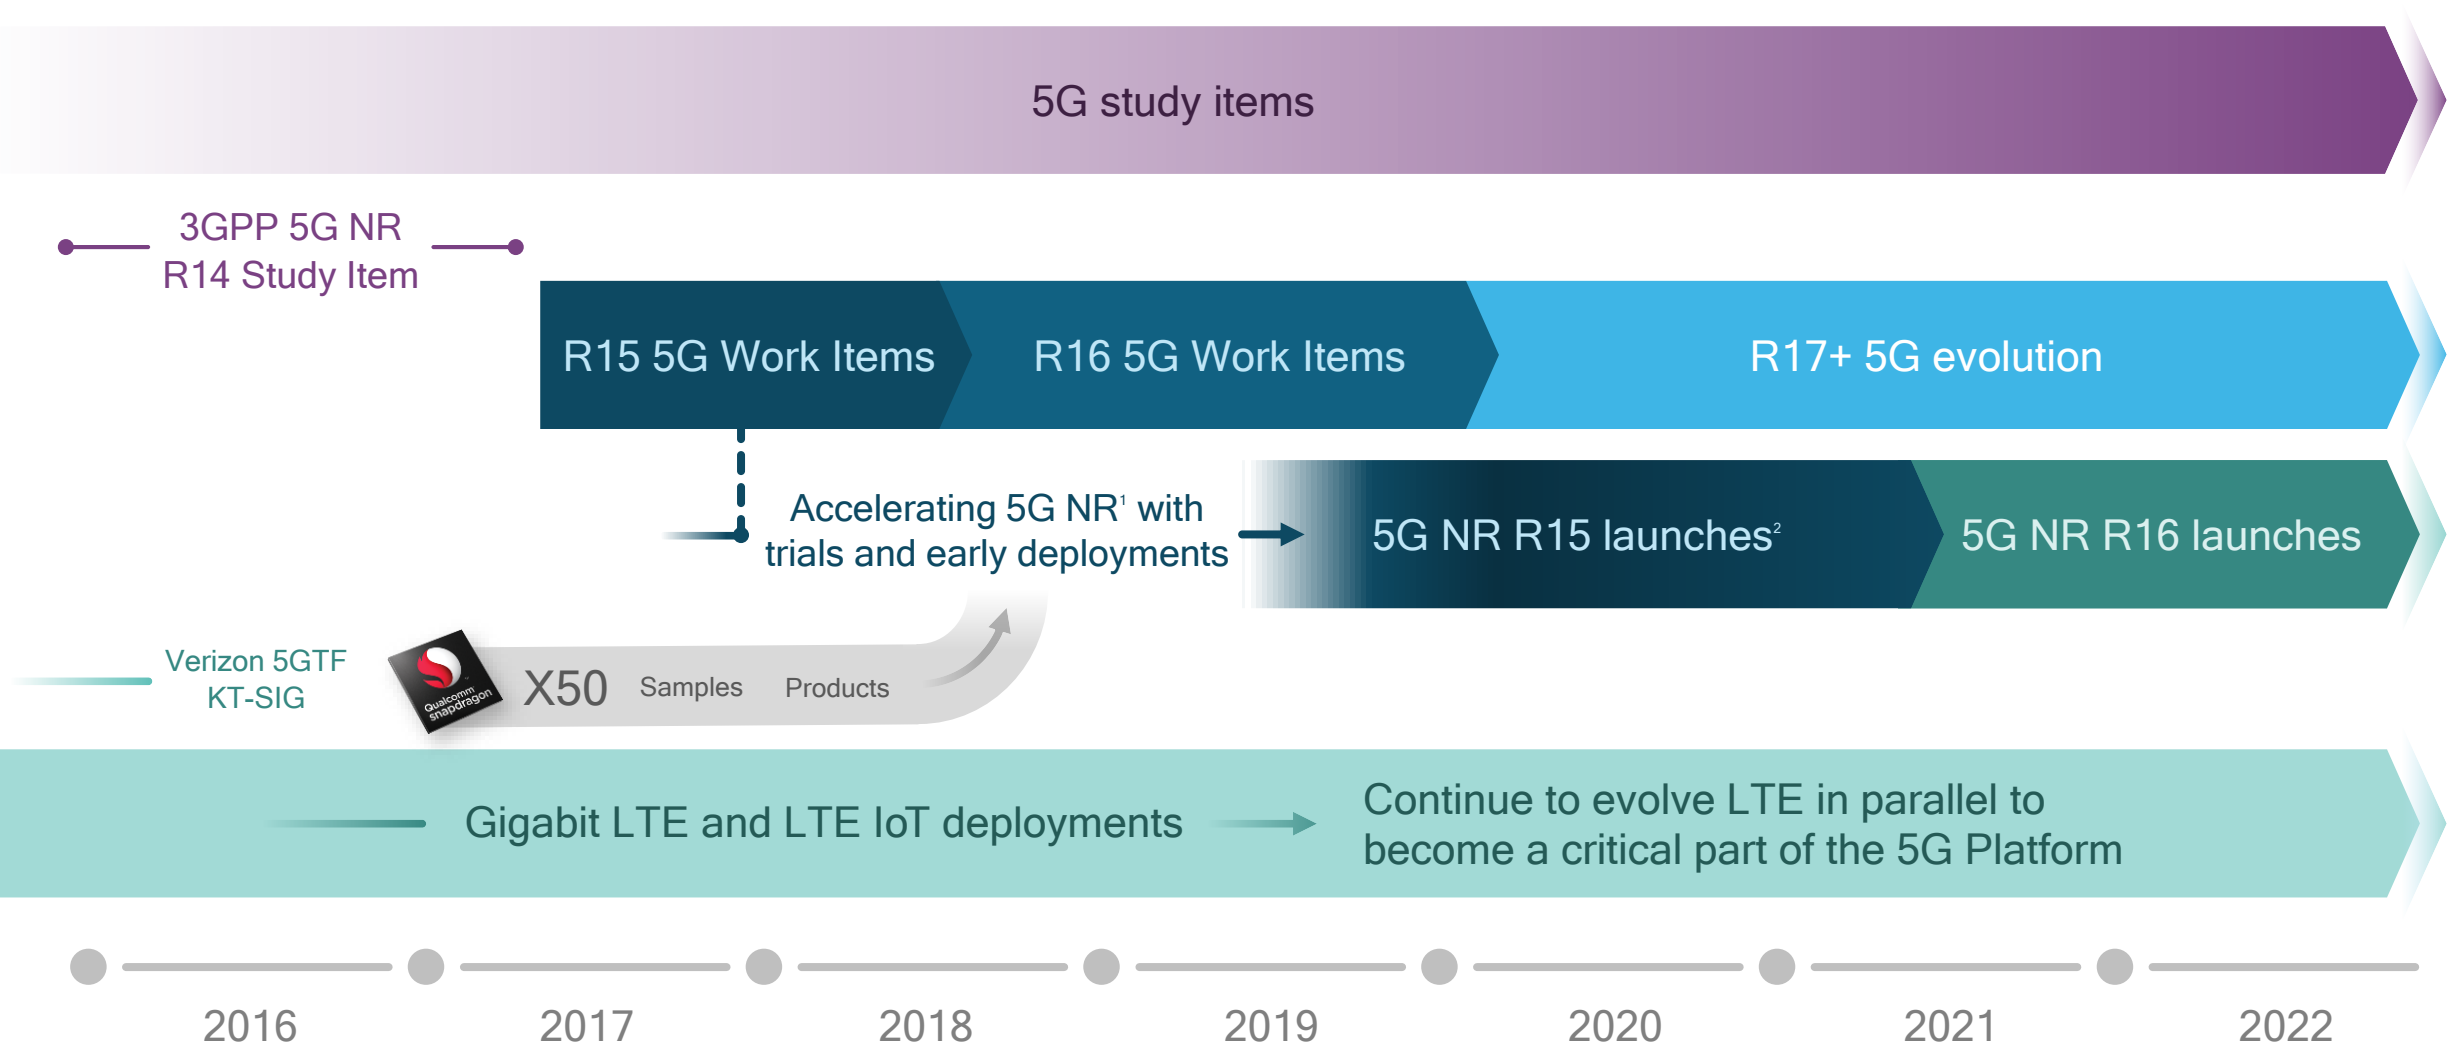 5G study items
3GPP 5G NR
R14 Study Item
R15 5G Work Items
R16 5G Work Items
R17+ 5G evolution
Accelerating 5G NR¹ with
trials and early deployments
5G NR R15 launches²
5G NR R16 launches
Verizon 5GTF
KT-SIG
Qualcomm
snapdragon
X50
Samples
Products
Gigabit LTE and LTE IoT deployments
Continue to evolve LTE in parallel to
become a critical part of the 5G Platform
2016
2017
2018
2019
2020
2021
2022